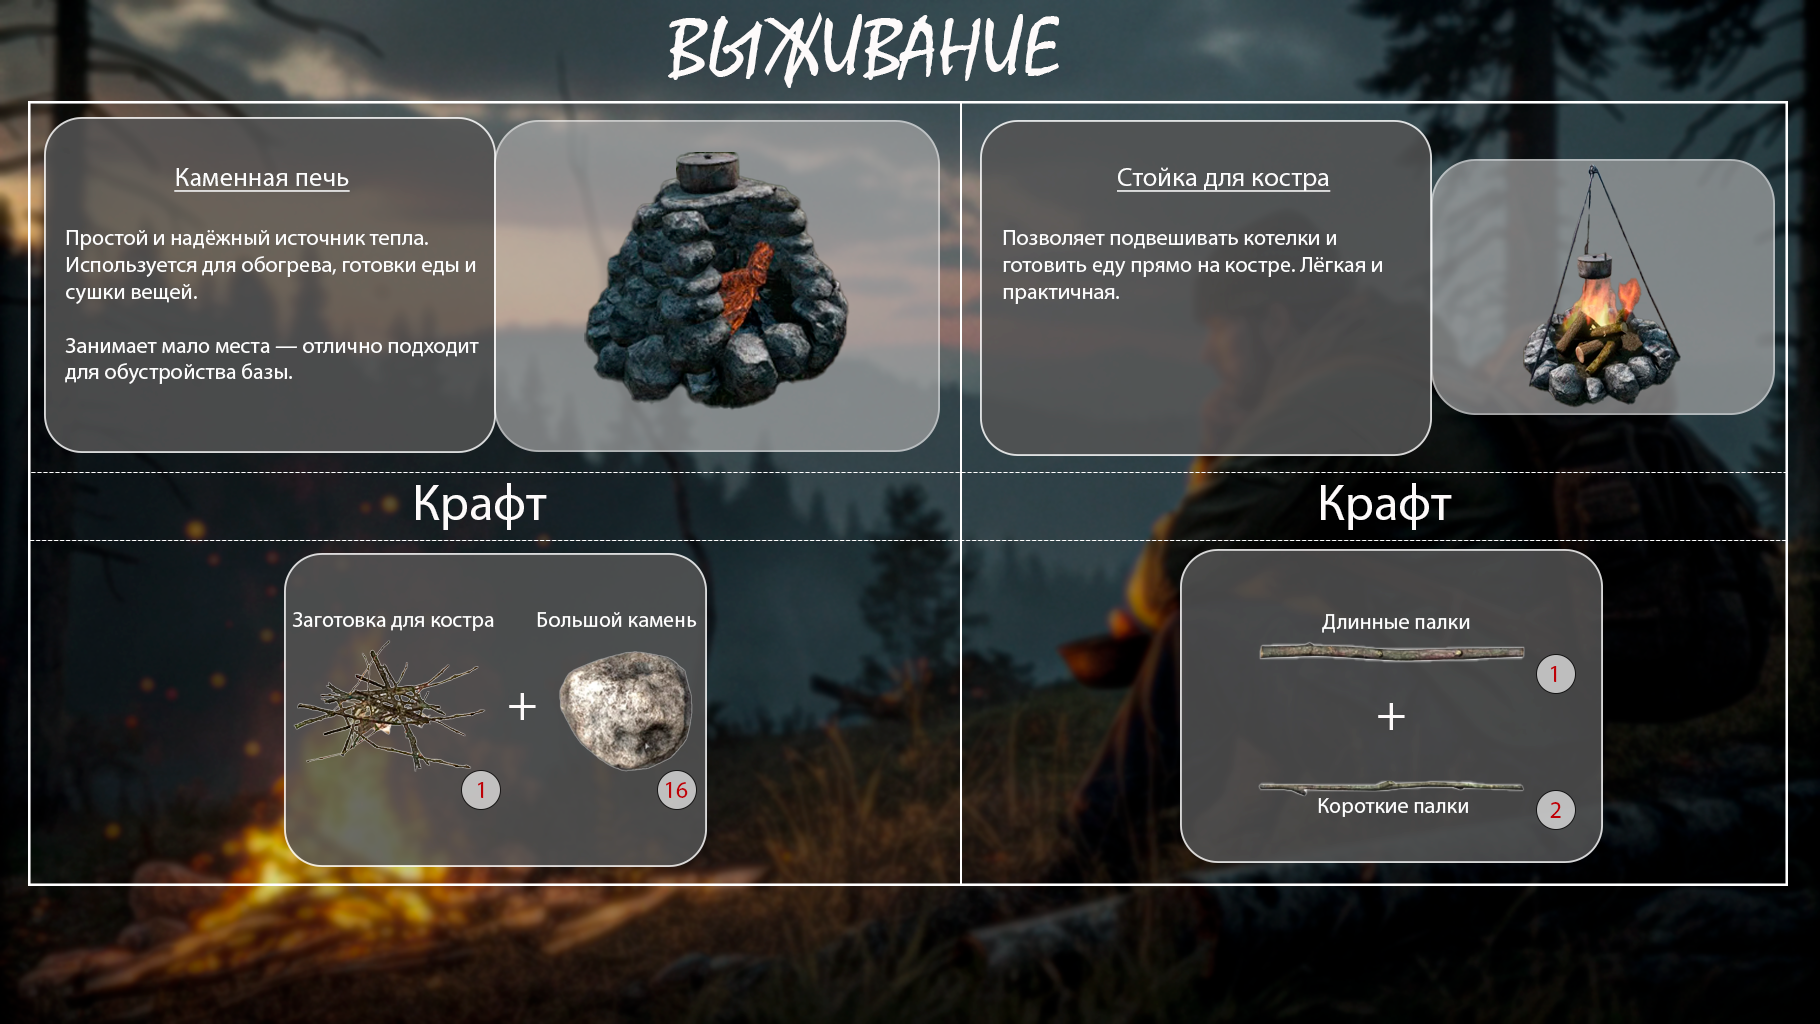 ВЫЖИВАНИЕ
Каменная печь
Простой и надёжный источник тепла.
Используется для обогрева, готовки еды и
сушки вещей.
Занимает мало места — отлично подходит
для обустройства базы.
Стойка для костра
Позволяет подвешивать котелки и
готовить еду прямо на костре. Лёгкая и
практичная.
Крафт
Крафт
Заготовка для костра
Большой камень
+
1
16
Длинные палки
1
+
Короткие палки
2